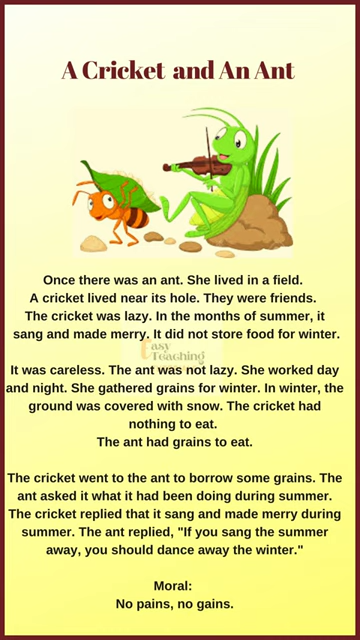 A Cricket and An Ant
Once there was an ant. She lived in a field.
A cricket lived near its hole. They were friends.
The cricket was lazy. In the months of summer, it
sang and made merry. It did not store food for winter.
Easy
Teaching
It was careless. The ant was not lazy. She worked day
and night. She gathered grains for winter. In winter, the
ground was covered with snow. The cricket had
nothing to eat.
The ant had grains to eat.
The cricket went to the ant to borrow some grains. The
ant asked it what it had been doing during summer.
The cricket replied that it sang and made merry during
summer. The ant replied, "If you sang the summer
away, you should dance away the winter."
Moral:
No pains, no gains.